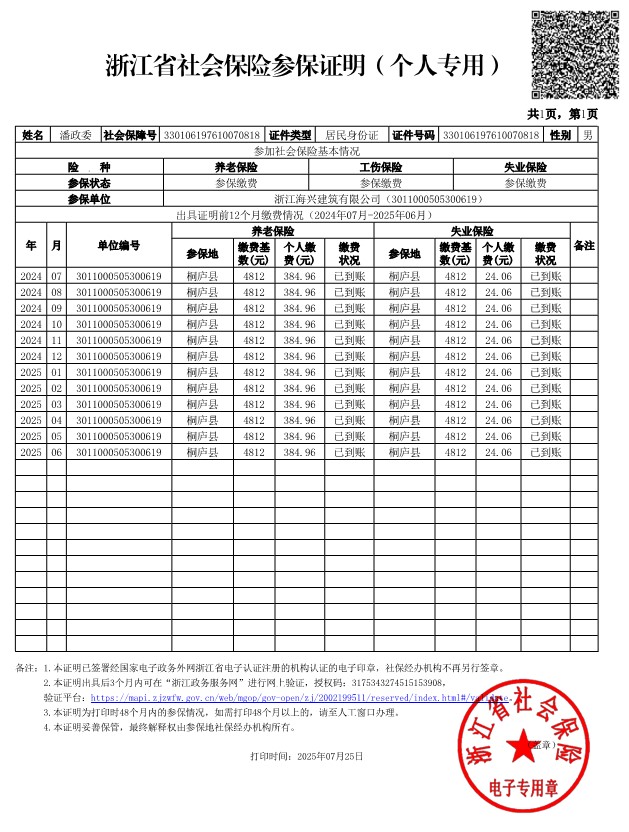 浙江省社会保险参保证明（个人专用）
共1页，第1页
姓名 潘政委 社会保障号 330106197610070818 证件类型 居民身份证 证件号码 330106197610070818 性别 男
参加社会保险基本情况
险 种 养老保险 工伤保险 失业保险
参保状态 参保缴费 参保缴费 参保缴费
参保单位 浙江海兴建筑有限公司（3011000505300619）
出具证明前12个月缴费情况（2024年07月-2025年06月）
年 月 单位编号 养老保险 失业保险 备注
参保地 缴费基数(元) 个人缴费(元) 缴费状况 参保地 缴费基数(元) 个人缴费(元) 缴费状况
2024 07 3011000505300619 桐庐县 4812 384.96 已到账 桐庐县 4812 24.06 已到账
2024 08 3011000505300619 桐庐县 4812 384.96 已到账 桐庐县 4812 24.06 已到账
2024 09 3011000505300619 桐庐县 4812 384.96 已到账 桐庐县 4812 24.06 已到账
2024 10 3011000505300619 桐庐县 4812 384.96 已到账 桐庐县 4812 24.06 已到账
2024 11 3011000505300619 桐庐县 4812 384.96 已到账 桐庐县 4812 24.06 已到账
2024 12 3011000505300619 桐庐县 4812 384.96 已到账 桐庐县 4812 24.06 已到账
2025 01 3011000505300619 桐庐县 4812 384.96 已到账 桐庐县 4812 24.06 已到账
2025 02 3011000505300619 桐庐县 4812 384.96 已到账 桐庐县 4812 24.06 已到账
2025 03 3011000505300619 桐庐县 4812 384.96 已到账 桐庐县 4812 24.06 已到账
2025 04 3011000505300619 桐庐县 4812 384.96 已到账 桐庐县 4812 24.06 已到账
2025 05 3011000505300619 桐庐县 4812 384.96 已到账 桐庐县 4812 24.06 已到账
2025 06 3011000505300619 桐庐县 4812 384.96 已到账 桐庐县 4812 24.06 已到账
备注：1.本证明已签署经国家电子政务外网浙江省电子认证注册的机构认证的电子印章，社保经办机构不再另行签章。
2.本证明出具后3个月内可在“浙江政务服务网”进行网上验证，授权码：3175343274515153908，
验证平台：https://mapi.zjzwfw.gov.cn/web/mgop/gov-open/zj/2002199511/reserved/index.html#/validate。
3.本证明为打印时48个月内的参保情况，如需打印48个月以上的，请至人工窗口办理。
4.本证明妥善保管，最终解释权由参保地社保经办机构所有。
（盖章）
打印时间：2025年07月25日
浙江省社会保险
电子专用章